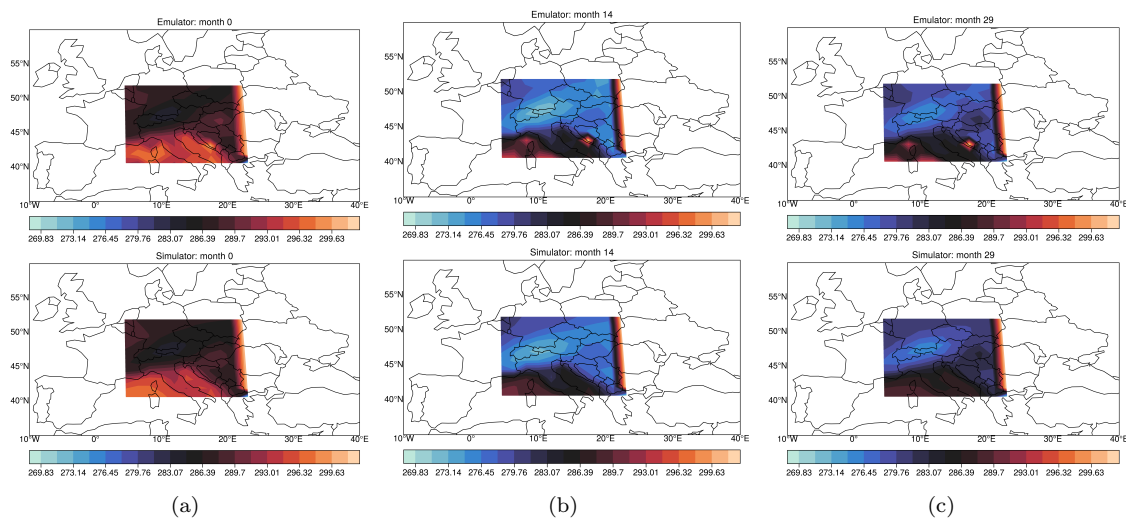 Emulator: month 0
55°N
50°N
45°N
40°N
10°W 0° 10°E 20°E 30°E 40°E
269.83 273.14 276.45 279.76 283.07 286.39 289.7 293.01 296.32 299.63
Simulator: month 0
55°N
50°N
45°N
40°N
10°W 0° 10°E 20°E 30°E 40°E
269.83 273.14 276.45 279.76 283.07 286.39 289.7 293.01 296.32 299.63
(a)
Emulator: month 14
55°N
50°N
45°N
40°N
10°W 0° 10°E 20°E 30°E 40°E
269.83 273.14 276.45 279.76 283.07 286.39 289.7 293.01 296.32 299.63
Simulator: month 14
55°N
50°N
45°N
40°N
10°W 0° 10°E 20°E 30°E 40°E
269.83 273.14 276.45 279.76 283.07 286.39 289.7 293.01 296.32 299.63
(b)
Emulator: month 29
55°N
50°N
45°N
40°N
10°W 0° 10°E 20°E 30°E 40°E
269.83 273.14 276.45 279.76 283.07 286.39 289.7 293.01 296.32 299.63
Simulator: month 29
55°N
50°N
45°N
40°N
10°W 0° 10°E 20°E 30°E 40°E
269.83 273.14 276.45 279.76 283.07 286.39 289.7 293.01 296.32 299.63
(c)